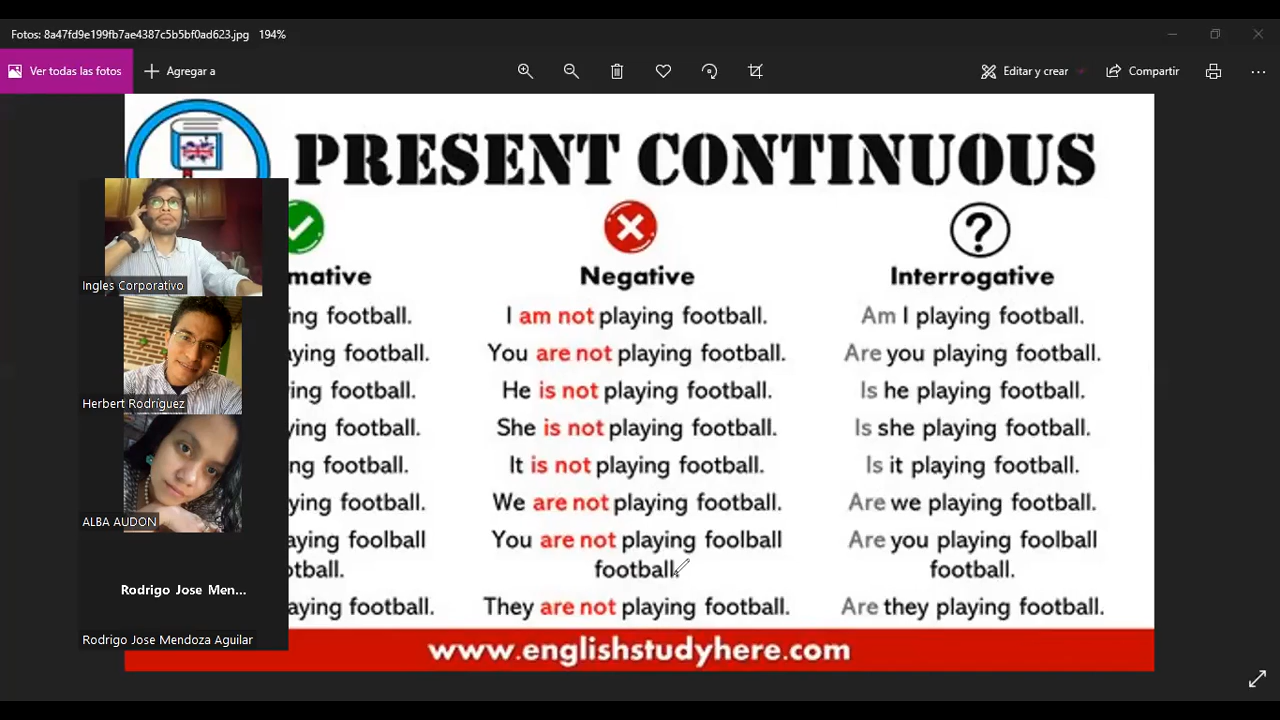 Fotos: 8a47fd9e199fb7ae4387c5b5bf0ad623.jpg 194%
Ver todas las fotos
Agregar a
Editar y crear
Compartir
PRESENT CONTINUOUS
mative
Negative
Interrogative
ing football.
I am not playing football.
Am I playing football.
aying football.
You are not playing football.
Are you playing football.
ying football.
He is not playing football.
Is he playing football.
ying football.
She is not playing football.
Is she playing football.
ng football.
It is not playing football.
Is it playing football.
ying football.
We are not playing football.
Are we playing football.
aying foolball
otball.
You are not playing foolball
football.
Are you playing foolball
football.
aying football.
They are not playing football.
Are they playing football.
www.englishstudyhere.com
Ingles Corporativo
Herbert Rodríguez
ALBA AUDON
Rodrigo Jose Men...
Rodrigo Jose Mendoza Aguilar